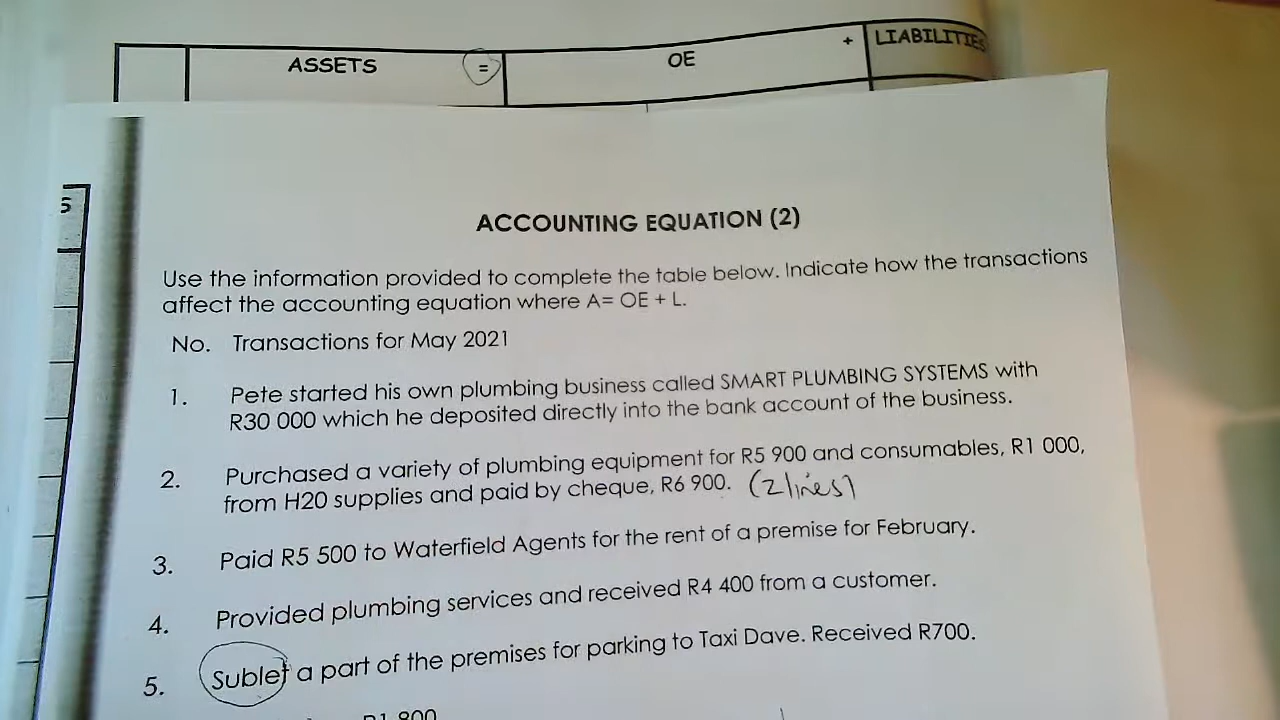 ASSETS = OE + LIABILITIES
S
ACCOUNTING EQUATION (2)
Use the information provided to complete the table below. Indicate how the transactions
affect the accounting equation where A= OE + L.
No. Transactions for May 2021
1. Pete started his own plumbing business called SMART PLUMBING SYSTEMS with
R30 000 which he deposited directly into the bank account of the business.
2. Purchased a variety of plumbing equipment for R5 900 and consumables, R1 000,
from H20 supplies and paid by cheque, R6 900. (2 lines)
3. Paid R5 500 to Waterfield Agents for the rent of a premise for February.
4. Provided plumbing services and received R4 400 from a customer.
5. Sublet a part of the premises for parking to Taxi Dave. Received R700.
R1 800